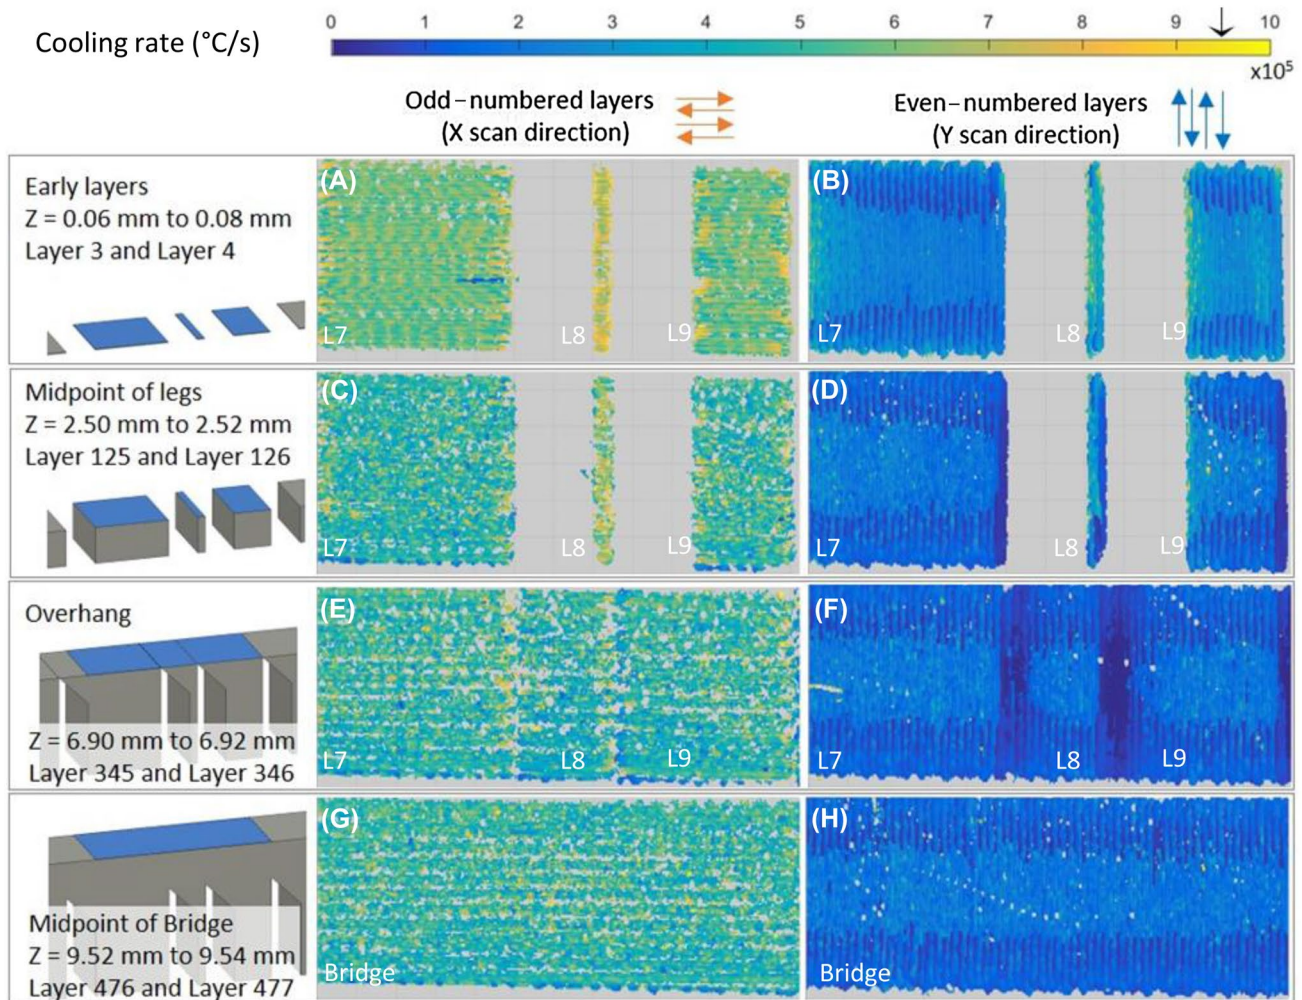 Cooling rate (°C/s)
0 1 2 3 4 5 6 7 8 9 10
x10⁵
Odd-numbered layers
(X scan direction)
Even-numbered layers
(Y scan direction)
Early layers
Z = 0.06 mm to 0.08 mm
Layer 3 and Layer 4
(A)
L7
L8
L9
(B)
L7
L8
L9
Midpoint of legs
Z = 2.50 mm to 2.52 mm
Layer 125 and Layer 126
(C)
L7
L8
L9
(D)
L7
L8
L9
Overhang
Z = 6.90 mm to 6.92 mm
Layer 345 and Layer 346
(E)
L7
L8
L9
(F)
L7
L8
L9
Midpoint of Bridge
Z = 9.52 mm to 9.54 mm
Layer 476 and Layer 477
(G)
Bridge
(H)
Bridge